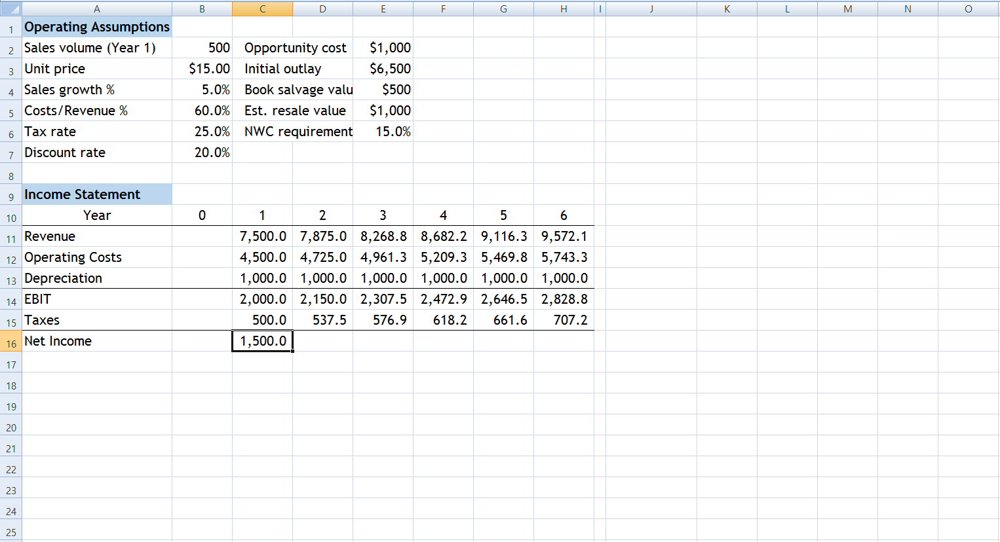 A B C D E F G H I J K L M N O
1 Operating Assumptions
2 Sales volume (Year 1) 500 Opportunity cost $1,000
3 Unit price $15.00 Initial outlay $6,500
4 Sales growth % 5.0% Book salvage valu $500
5 Costs/Revenue % 60.0% Est. resale value $1,000
6 Tax rate 25.0% NWC requirement 15.0%
7 Discount rate 20.0%
8
9 Income Statement
10 Year 0 1 2 3 4 5 6
11 Revenue 7,500.0 7,875.0 8,268.8 8,682.2 9,116.3 9,572.1
12 Operating Costs 4,500.0 4,725.0 4,961.3 5,209.3 5,469.8 5,743.3
13 Depreciation 1,000.0 1,000.0 1,000.0 1,000.0 1,000.0 1,000.0
14 EBIT 2,000.0 2,150.0 2,307.5 2,472.9 2,646.5 2,828.8
15 Taxes 500.0 537.5 576.9 618.2 661.6 707.2
16 Net Income 1,500.0
17
18
19
20
21
22
23
24
25